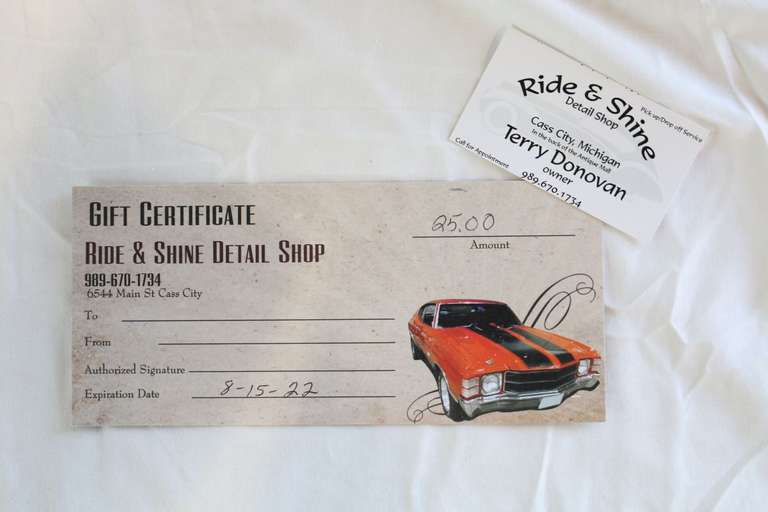 Ride & Shine
Detail Shop
Pick up/Drop off Service
Cass City, Michigan
In the back of the Antique Mall
Terry Donovan
owner
Call for Appointment
989.670.1734
Gift Certificate
25.00
Amount
Ride & Shine Detail Shop
989-670-1734
6544 Main St Cass City
To
From
Authorized Signature
Expiration Date 8-15-22